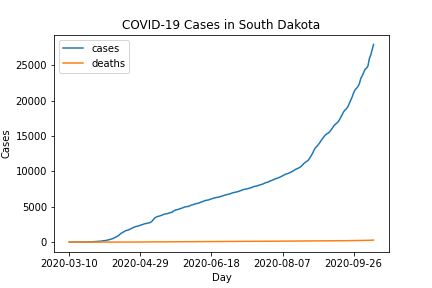 COVID-19 Cases in South Dakota
cases
deaths
25000
20000
15000
10000
5000
0
Cases
2020-03-10 2020-04-29 2020-06-18 2020-08-07 2020-09-26
Day